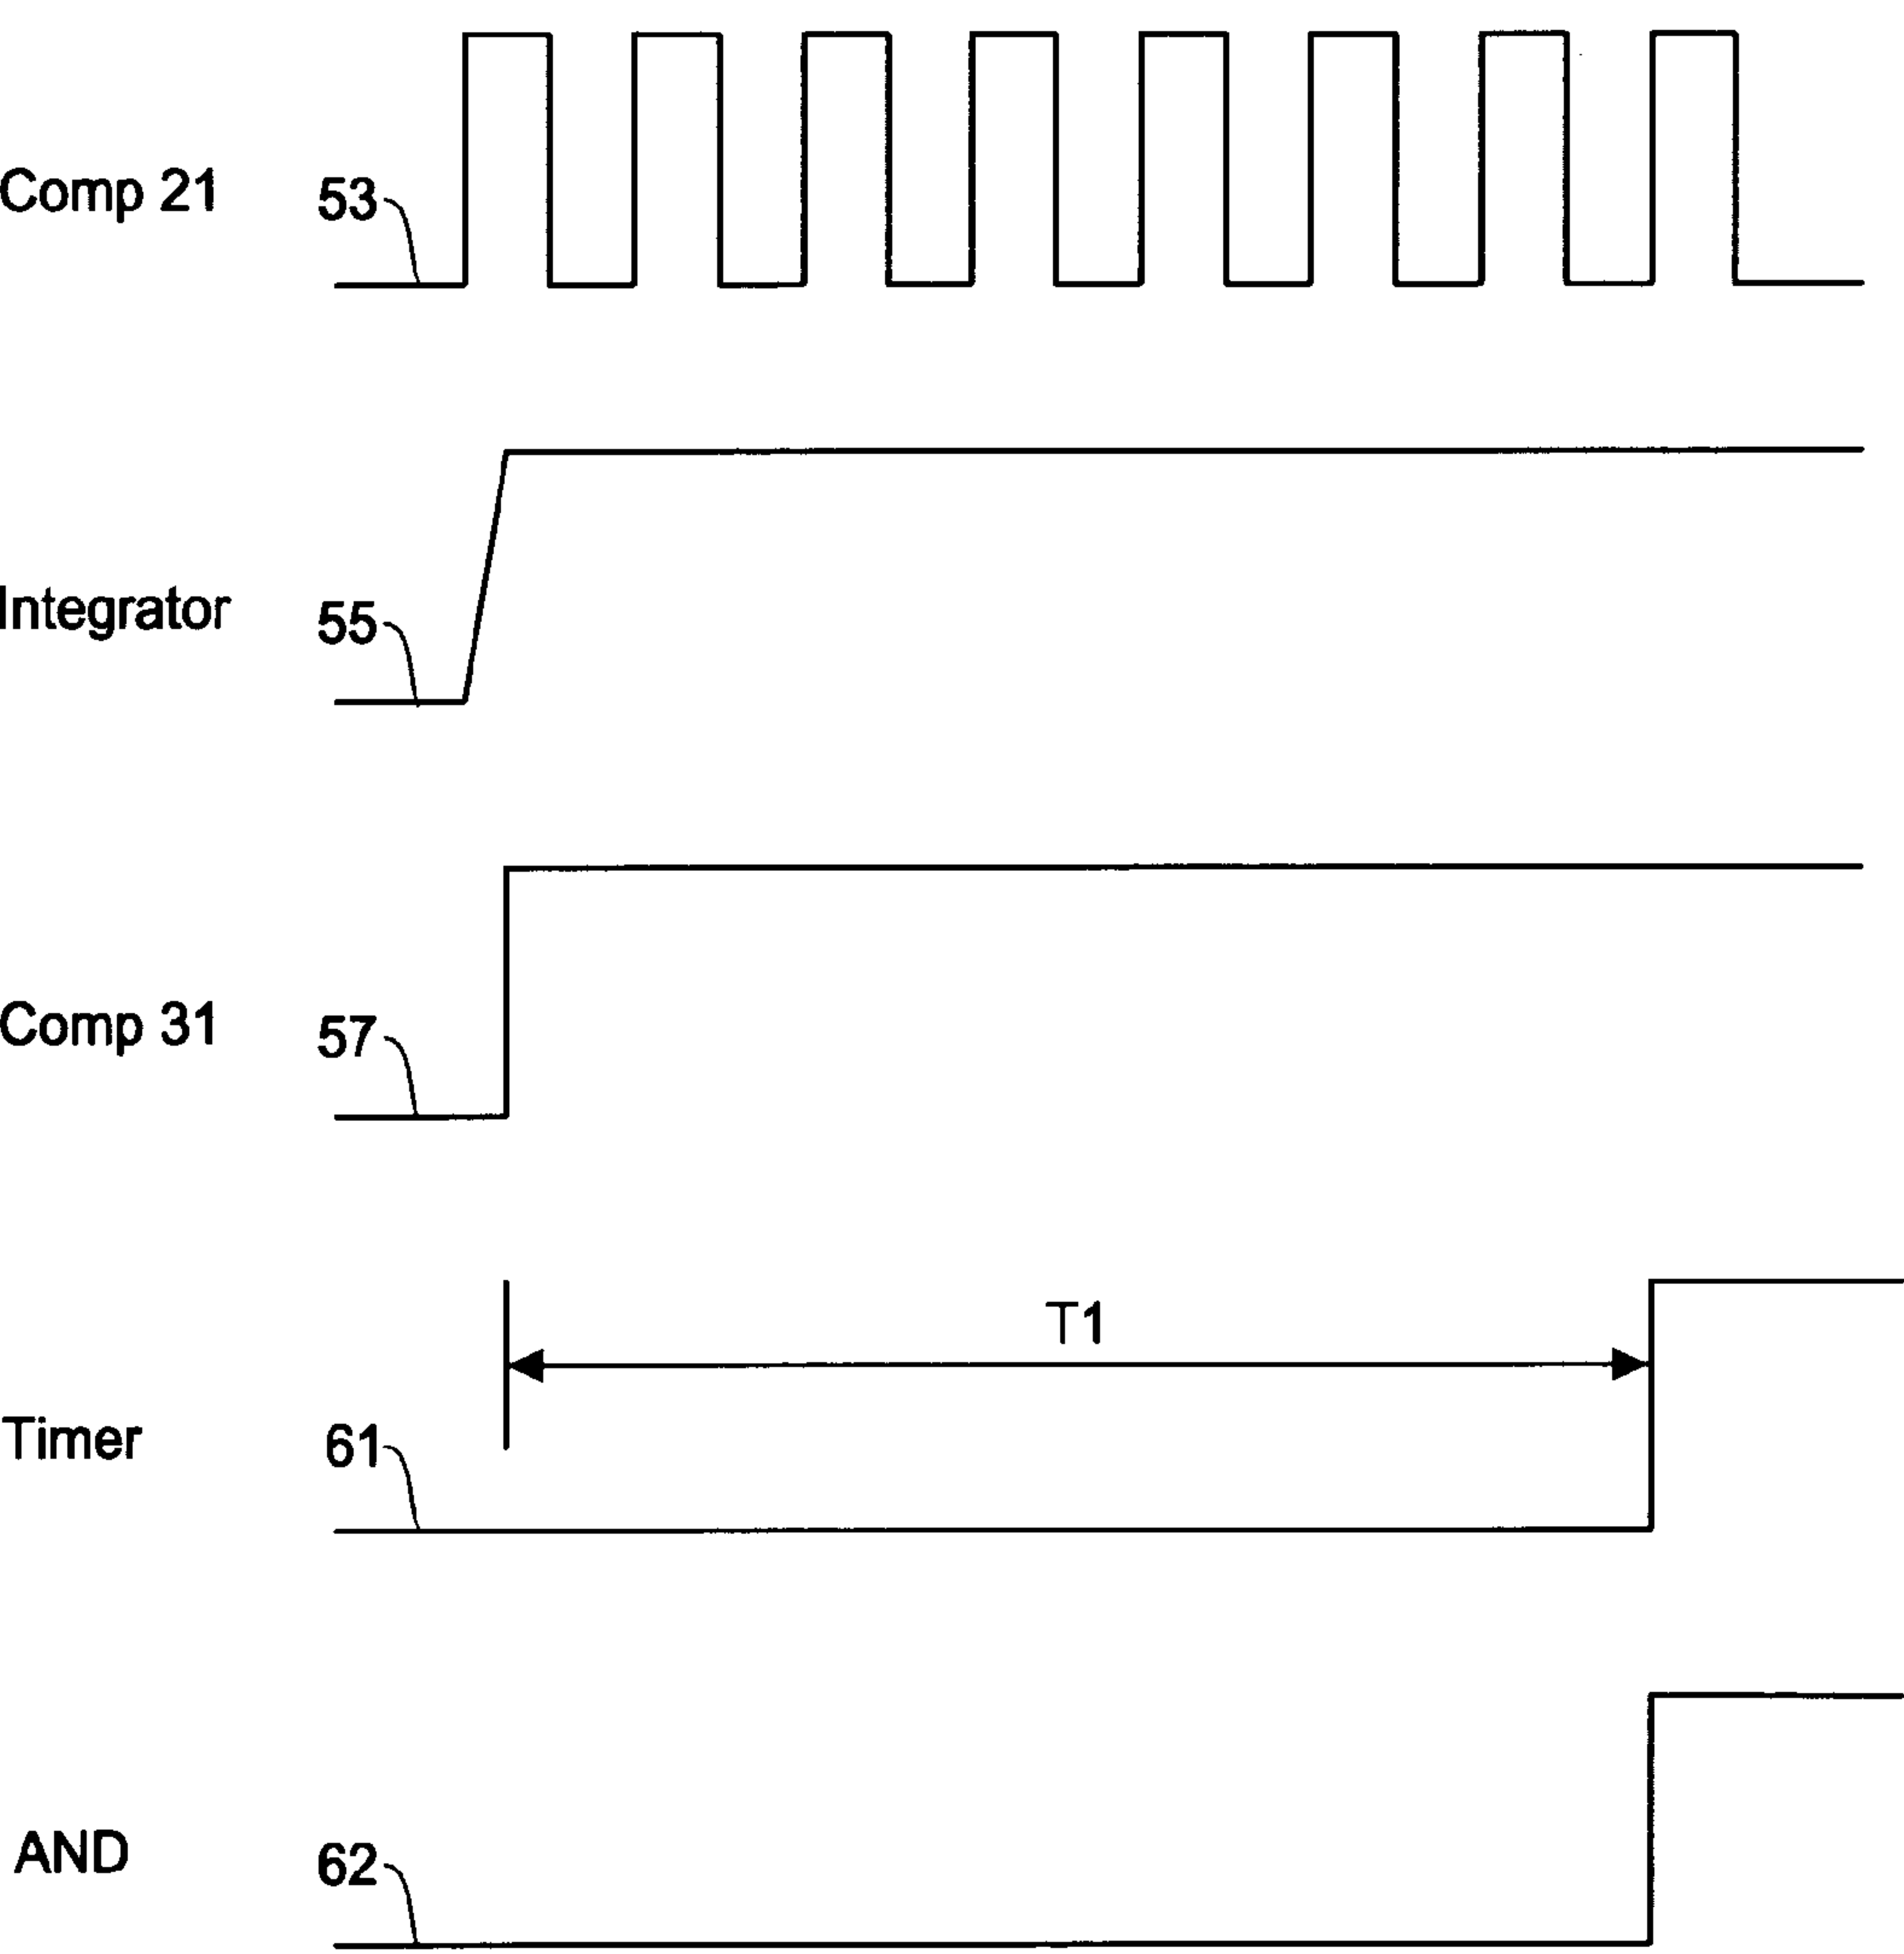 Comp 21 53
Integrator 55
Comp 31 57
T1
Timer 61
AND 62